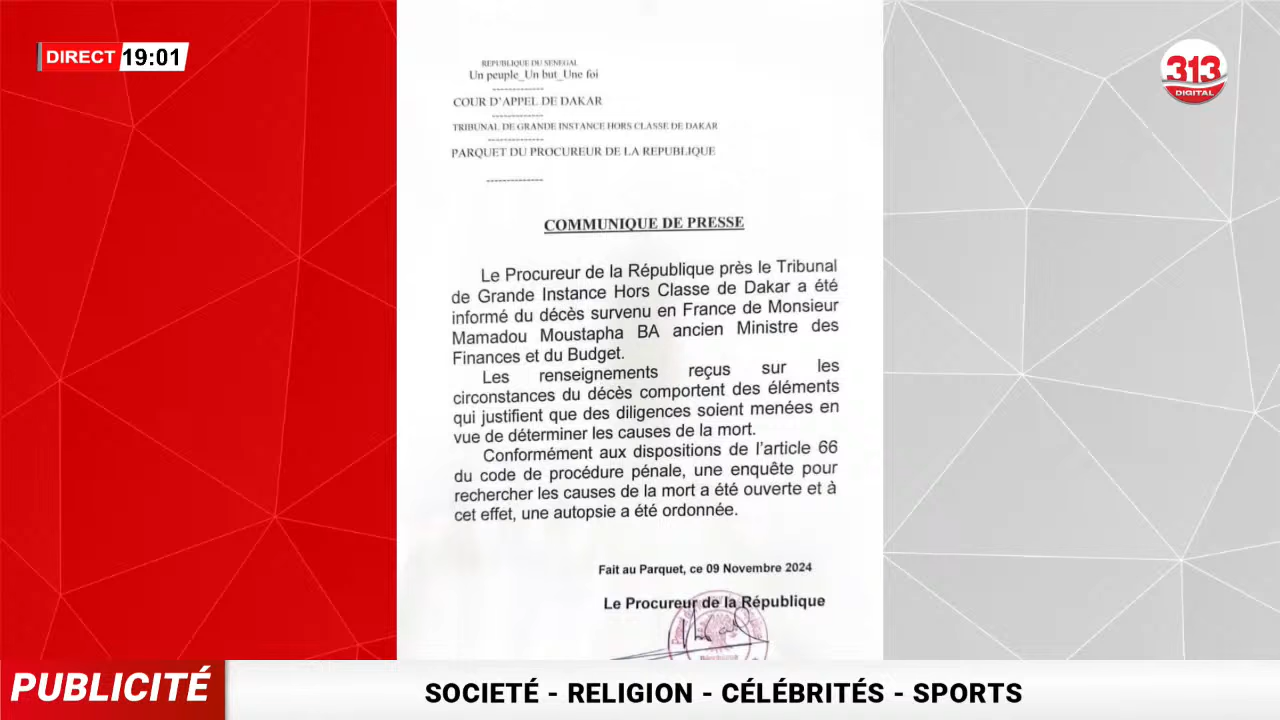 DIRECT 19:01
313
DIGITAL
REPUBLIQUE DU SENEGAL
Un peuple_Un but_Une foi
--------------
COUR D'APPEL DE DAKAR
--------------
TRIBUNAL DE GRANDE INSTANCE HORS CLASSE DE DAKAR
--------------
PARQUET DU PROCUREUR DE LA REPUBLIQUE
--------------
COMMUNIQUE DE PRESSE
Le Procureur de la République près le Tribunal
de Grande Instance Hors Classe de Dakar a été
informé du décès survenu en France de Monsieur
Mamadou Moustapha BA ancien Ministre des
Finances et du Budget.
Les renseignements reçus sur les
circonstances du décès comportent des éléments
qui justifient que des diligences soient menées en
vue de déterminer les causes de la mort.
Conformément aux dispositions de l'article 66
du code de procédure pénale, une enquête pour
rechercher les causes de la mort a été ouverte et à
cet effet, une autopsie a été ordonnée.
Fait au Parquet, ce 09 Novembre 2024
Le Procureur de la République
PUBLICITÉ
SOCIETÉ - RELIGION - CÉLÉBRITÉS - SPORTS